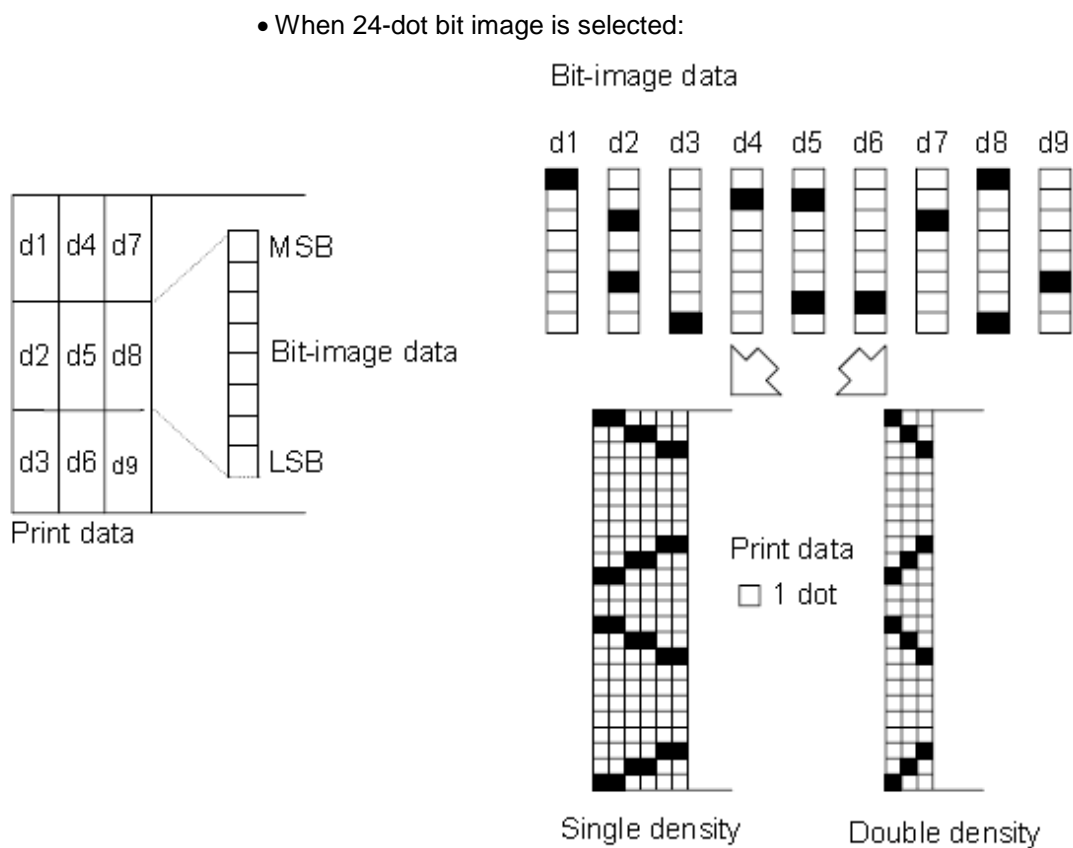 • When 24-dot bit image is selected:
Bit-image data
d1 d2 d3 d4 d5 d6 d7 d8 d9
d1 d4 d7
d2 d5 d8
d3 d6 d9
MSB
Bit-image data
LSB
Print data
Print data
1 dot
Single density
Double density